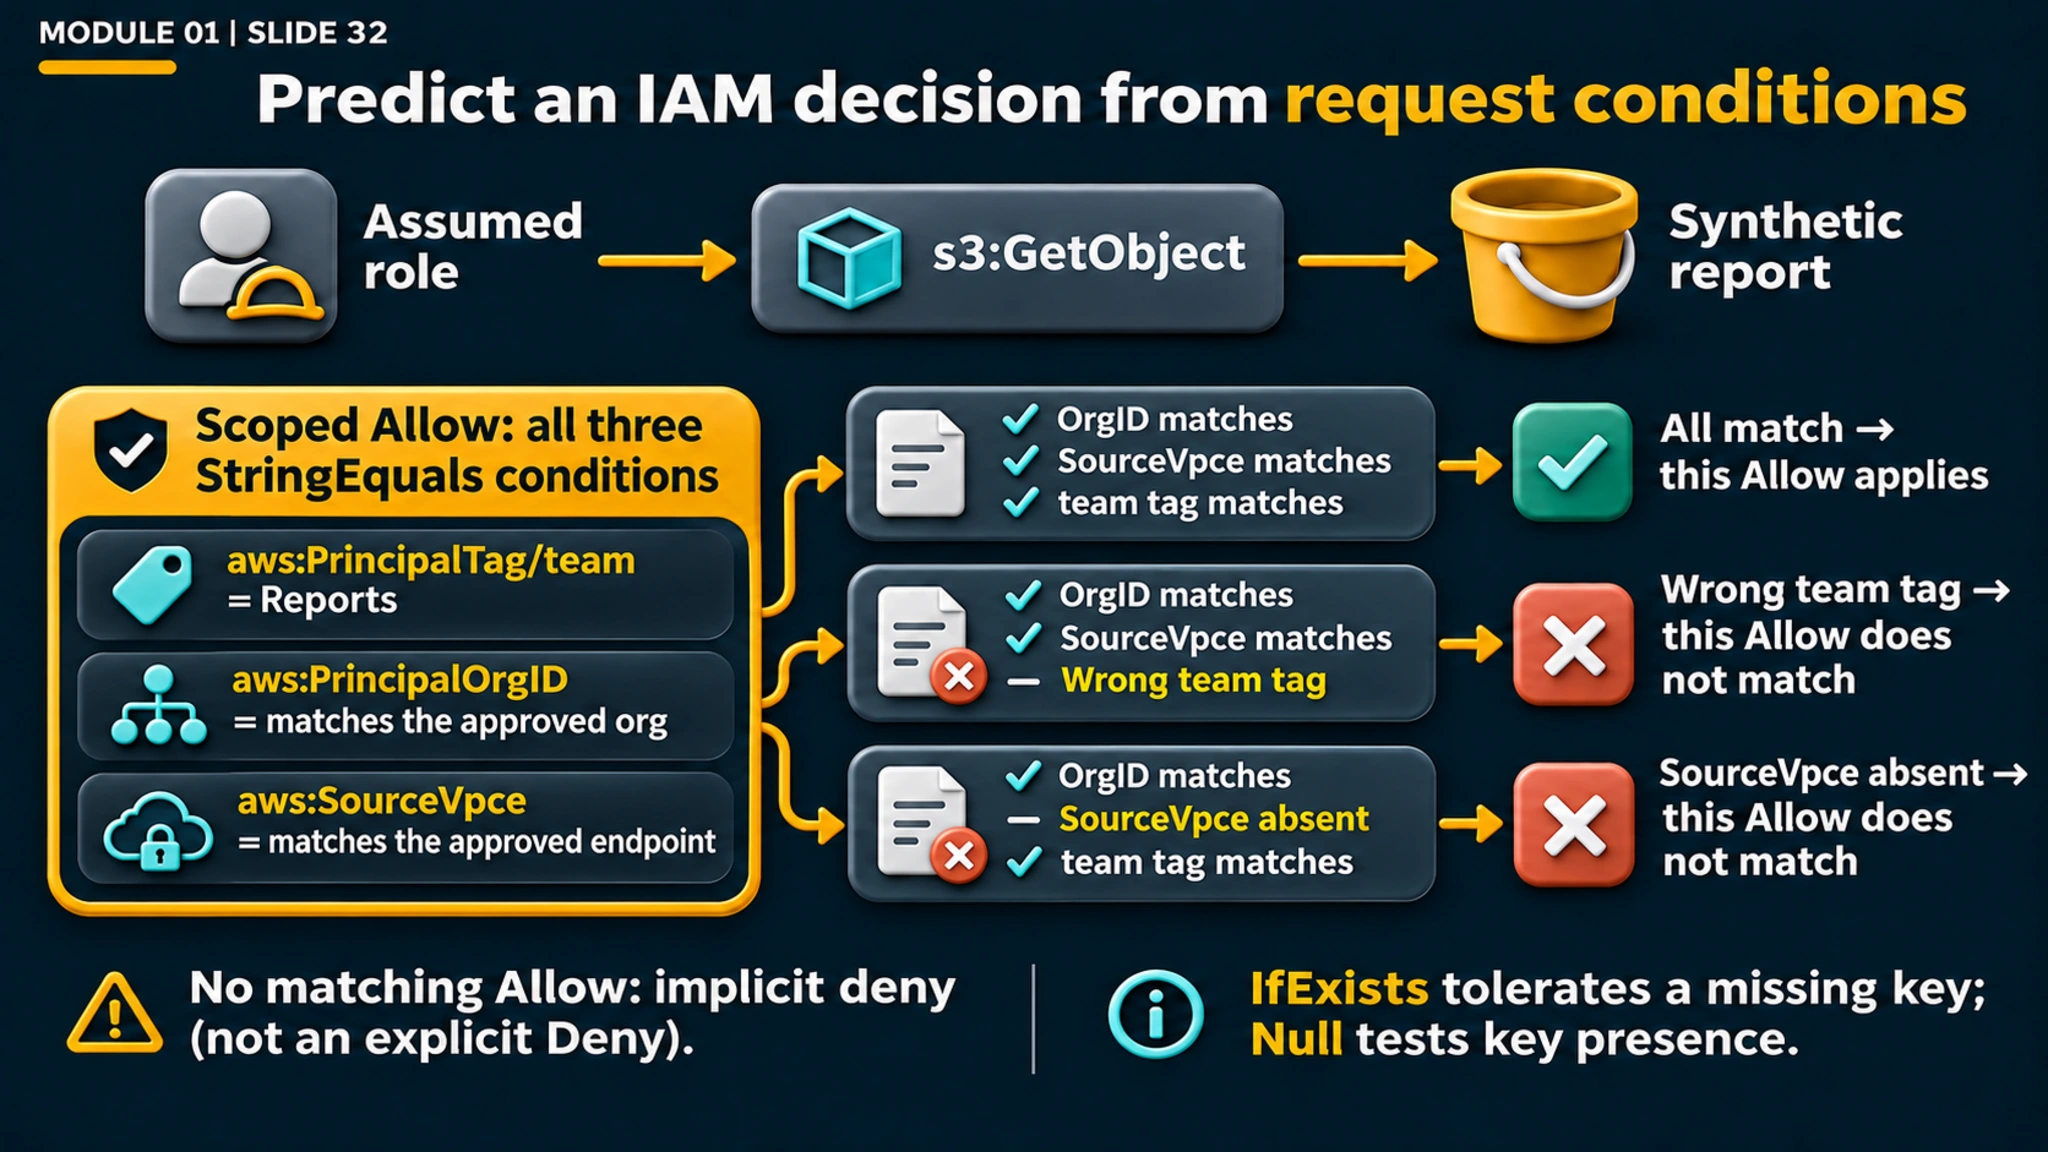 MODULE 01 | SLIDE 32
Predict an IAM decision from request conditions
Assumed
role
s3:GetObject
Synthetic
report
Scoped Allow: all three
StringEquals conditions
aws:PrincipalTag/team
= Reports
aws:PrincipalOrgID
= matches the approved org
aws:SourceVpce
= matches the approved endpoint
✓ OrgID matches
✓ SourceVpce matches
✓ team tag matches
All match →
this Allow applies
✓ OrgID matches
✓ SourceVpce matches
– Wrong team tag
Wrong team tag →
this Allow does
not match
✓ OrgID matches
– SourceVpce absent
✓ team tag matches
SourceVpce absent →
this Allow does
not match
No matching Allow: implicit deny
(not an explicit Deny).
IfExists tolerates a missing key;
Null tests key presence.